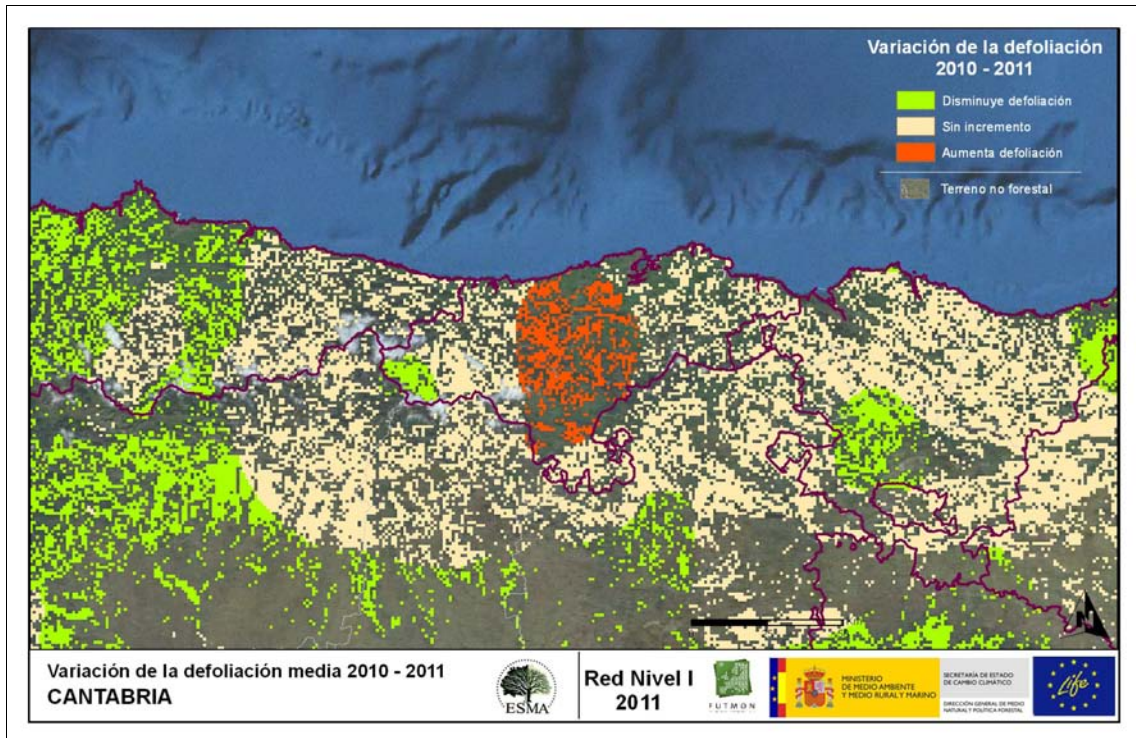 Variación de la defoliación
2010 - 2011
Disminuye defoliación
Sin incremento
Aumenta defoliación
Terreno no forestal
N
Variación de la defoliación media 2010 - 2011
CANTABRIA
ESMA
Red Nivel I
2011
FUTMON
MINISTERIO
DE MEDIO AMBIENTE
Y MEDIO RURAL Y MARINO
SECRETARÍA DE ESTADO
DE CAMBIO CLIMÁTICO
DIRECCIÓN GENERAL DE MEDIO
NATURAL Y POLÍTICA FORESTAL
Life